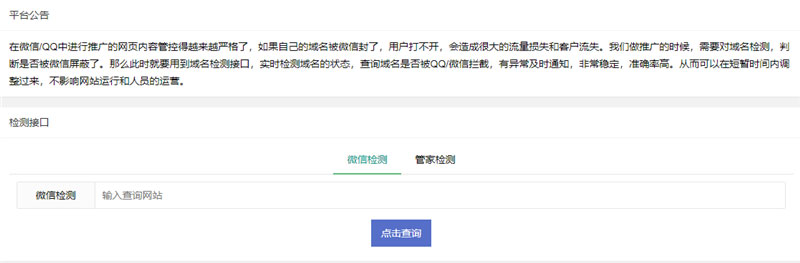 平台公告
在微信/QQ中进行推广的网页内容管控得越来越严格了，如果自己的域名被微信封了，用户打不开，会造成很大的流量损失和客户流失。我们做推广的时候，需要对域名检测，判
断是否被微信屏蔽了。那么此时就要用到域名检测接口，实时检测域名的状态，查询域名是否被QQ/微信拦截，有异常及时通知，非常稳定，准确率高。从而可以在短暂时间内调
整过来，不影响网站运行和人员的运营。
检测接口
微信检测 管家检测
微信检测 输入查询网站
点击查询